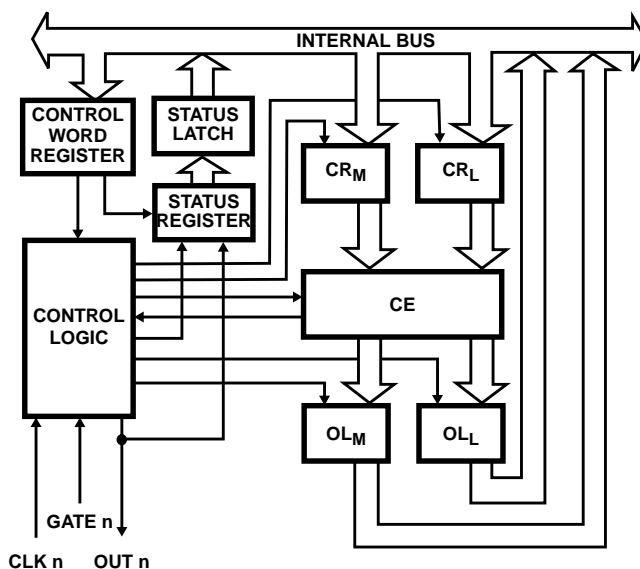 INTERNAL BUS
CONTROL
WORD
REGISTER
STATUS
LATCH
CRM
CRL
STATUS
REGISTER
CONTROL
LOGIC
CE
OLM
OLL
GATE n
CLK n
OUT n